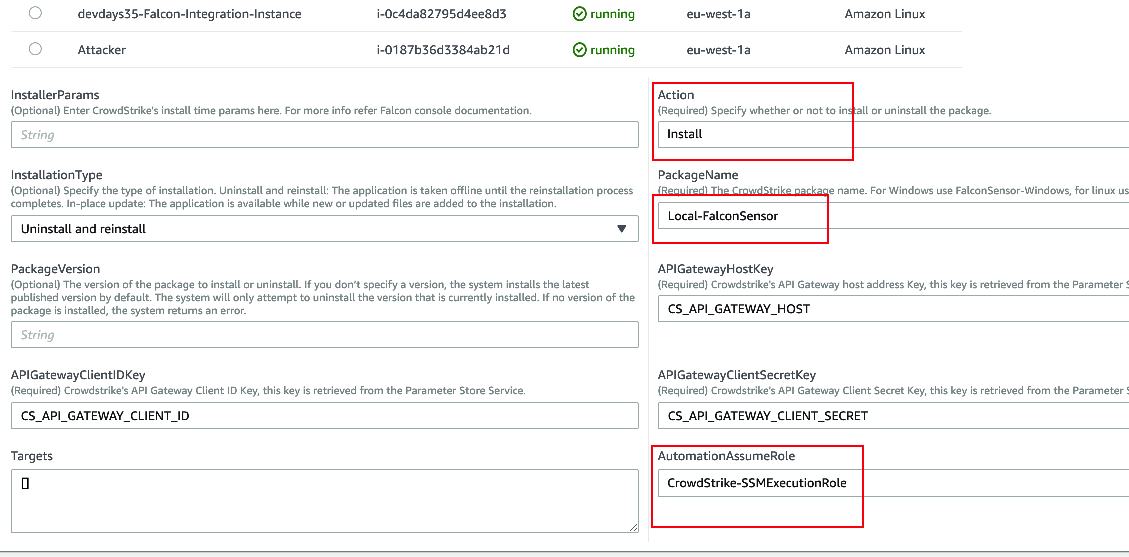 devdays35-Falcon-Integration-Instance i-0c4da82795d4ee8d3 running eu-west-1a Amazon Linux
Attacker i-0187b36d3384ab21d running eu-west-1a Amazon Linux
InstallerParams
(Optional) Enter CrowdStrike's install time params here. For more info refer Falcon console documentation.
String
Action
(Required) Specify whether or not to install or uninstall the package.
Install
InstallationType
(Optional) Specify the type of installation. Uninstall and reinstall: The application is taken offline until the reinstallation process
completes. In-place update: The application is available while new or updated files are added to the installation.
Uninstall and reinstall
PackageName
(Required) The CrowdStrike package name. For Windows use FalconSensor-Windows, for linux us
Local-FalconSensor
PackageVersion
(Optional) The version of the package to install or uninstall. If you don't specify a version, the system installs the latest
published version by default. The system will only attempt to uninstall the version that is currently installed. If no version of the
package is installed, the system returns an error.
String
APIGatewayHostKey
(Required) Crowdstrike's API Gateway host address Key, this key is retrieved from the Parameter S
CS_API_GATEWAY_HOST
APIGatewayClientIDKey
(Required) Crowdstrike's API Gateway Client ID Key, this key is retrieved from the Parameter Store Service.
CS_API_GATEWAY_CLIENT_ID
APIGatewayClientSecretKey
(Required) Crowdstrike's API Gateway Client Secret Key, this key is retrieved from the Parameter S
CS_API_GATEWAY_CLIENT_SECRET
Targets
[]
AutomationAssumeRole
CrowdStrike-SSMExecutionRole